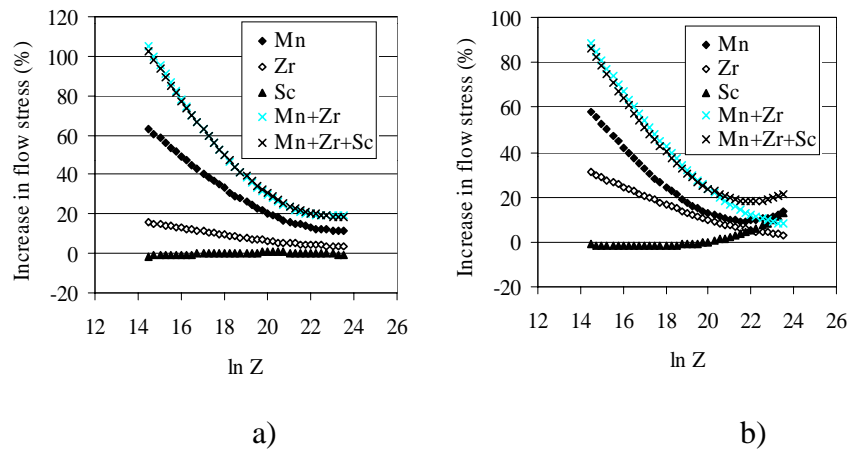 120
100
80
60
40
20
0
-20
12 14 16 18 20 22 24 26
Increase in flow stress (%)
ln Z
Mn
Zr
Sc
Mn+Zr
Mn+Zr+Sc
a)
100
80
60
40
20
0
-20
12 14 16 18 20 22 24 26
Increase in flow stress (%)
ln Z
Mn
Zr
Sc
Mn+Zr
Mn+Zr+Sc
b)